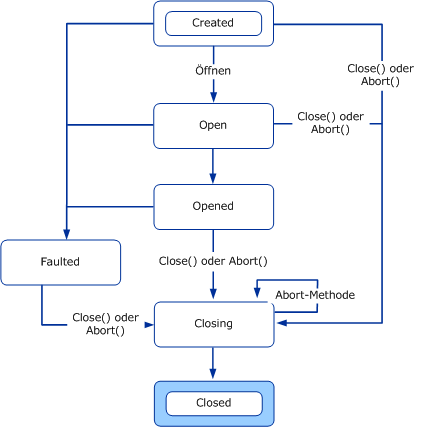 Created
Öffnen
Close() oder
Abort()
Open
Close() oder
Abort()
Opened
Faulted
Close() oder Abort()
Abort-Methode
Close() oder
Abort()
Closing
Closed